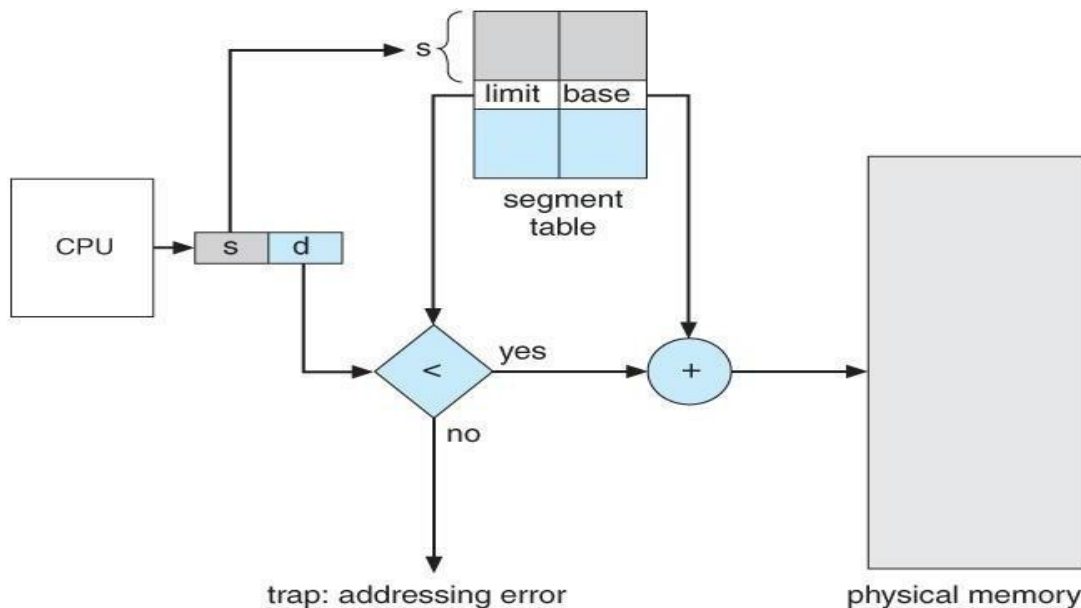 s
limit base
segment
table
CPU
s d
<
yes
+
no
trap: addressing error
physical memory